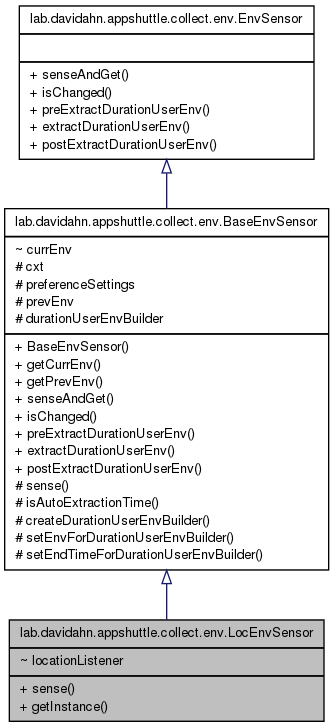 lab.davidahn.appshuttle.collect.env.EnvSensor
+ senseAndGet()
+ isChanged()
+ preExtractDurationUserEnv()
+ extractDurationUserEnv()
+ postExtractDurationUserEnv()
lab.davidahn.appshuttle.collect.env.BaseEnvSensor
~ currEnv
# cxt
# preferenceSettings
# prevEnv
# durationUserEnvBuilder
+ BaseEnvSensor()
+ getCurrEnv()
+ getPrevEnv()
+ senseAndGet()
+ isChanged()
+ preExtractDurationUserEnv()
+ extractDurationUserEnv()
+ postExtractDurationUserEnv()
# sense()
# isAutoExtractionTime()
# createDurationUserEnvBuilder()
# setEnvForDurationUserEnvBuilder()
# setEndTimeForDurationUserEnvBuilder()
lab.davidahn.appshuttle.collect.env.LocEnvSensor
~ locationListener
+ sense()
+ getInstance()